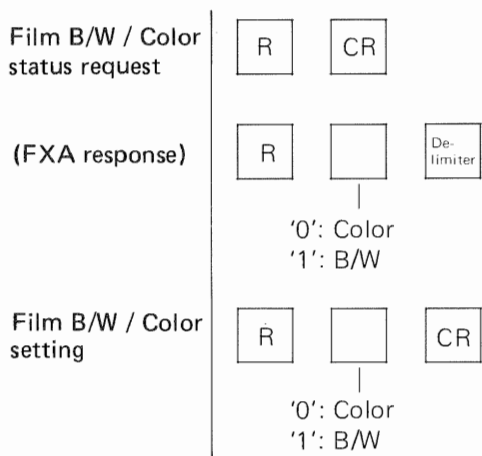 Film B/W / Color
status request
R CR
(FXA response)
R De-
limiter
'0': Color
'1': B/W
Film B/W / Color
setting
R CR
'0': Color
'1': B/W